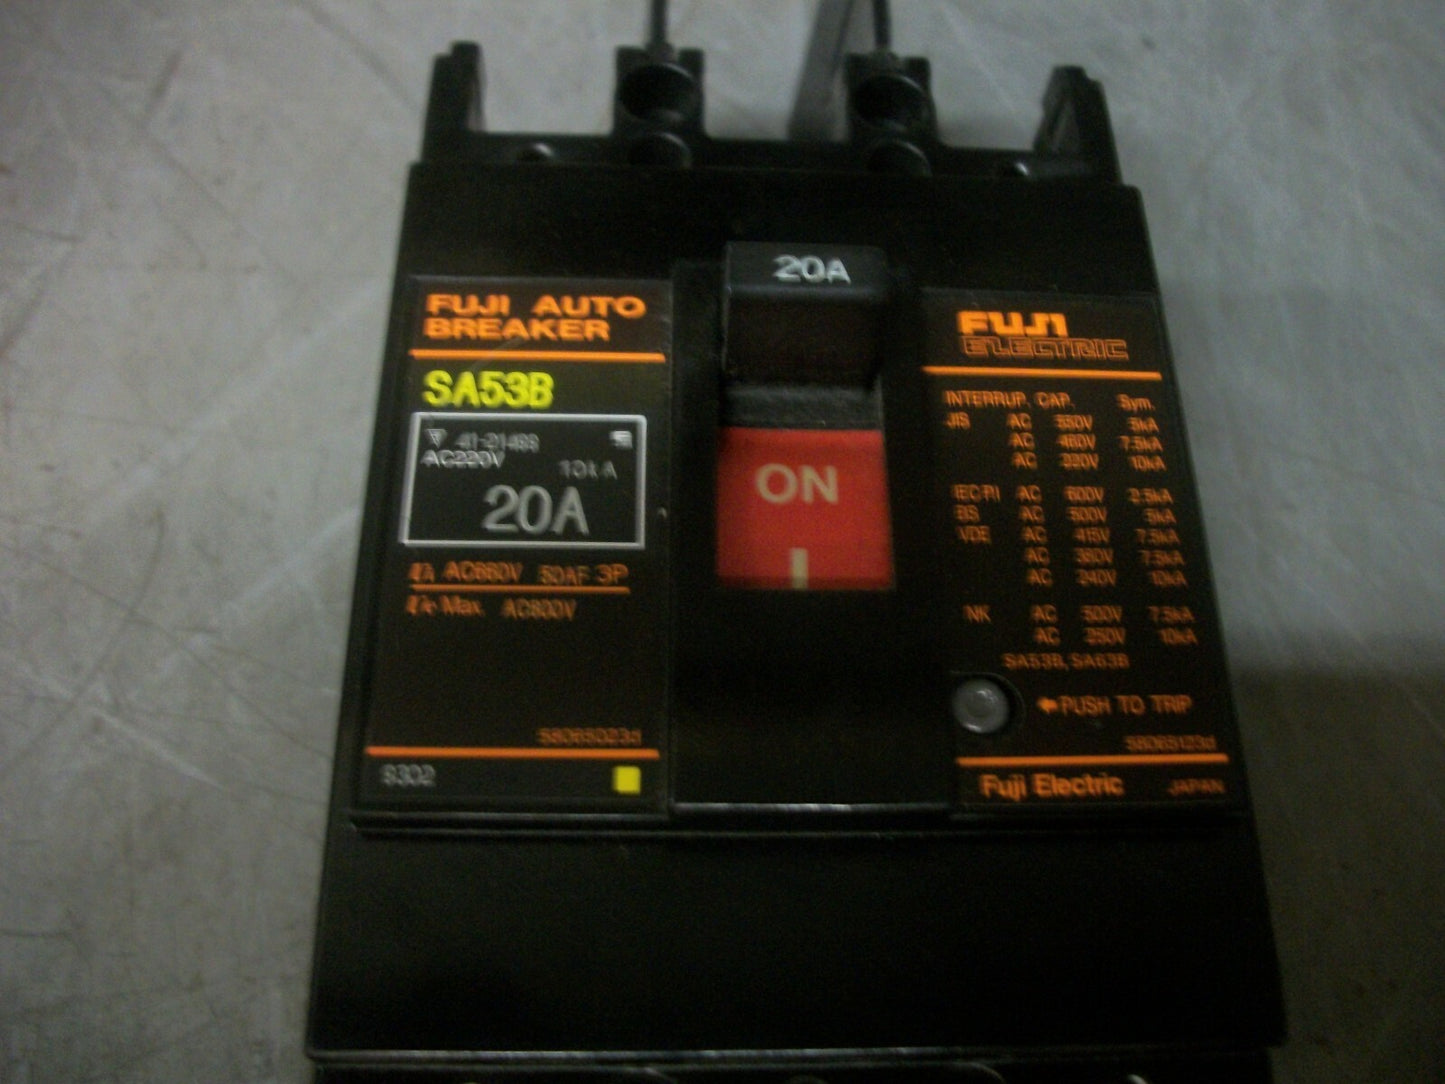 20A
FUJI AUTO
BREAKER
SA53B
AC220V 10kA
20A
AC660V 50AF 3P
Max. AC600V
S302
ON
FUJI
ELECTRIC
INTERRUP. CAP. Sym.
JIS AC 550V 5kA
AC 460V 7.5kA
AC 220V 10kA
AC 600V 2.5kA
BS AC 500V 5kA
VDE AC 415V 7.5kA
AC 380V 7.5kA
AC 240V 10kA
NK AC 500V 7.5kA
AC 250V 10kA
SA53B, SA63B
PUSH TO TRIP
Fuji Electric JAPAN